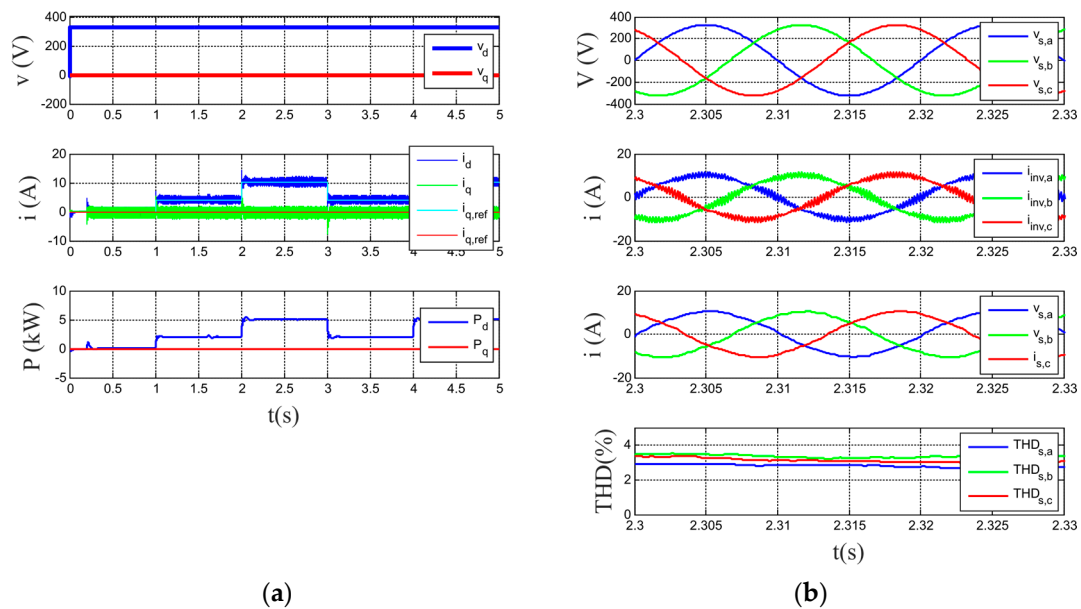 v (V)
400
200
0
-200
v_d
v_q
0 0.5 1 1.5 2 2.5 3 3.5 4 4.5 5
i (A)
20
10
0
-10
i_d
i_q
i_q,ref
i_q,ref
0 0.5 1 1.5 2 2.5 3 3.5 4 4.5 5
P (kW)
10
5
0
-5
P_d
P_q
0 0.5 1 1.5 2 2.5 3 3.5 4 4.5 5
t(s)
(a)
V (V)
400
200
0
-200
-400
v_s,a
v_s,b
v_s,c
2.3 2.305 2.31 2.315 2.32 2.325 2.33
i (A)
20
0
-20
i_inv,a
i_inv,b
i_inv,c
2.3 2.305 2.31 2.315 2.32 2.325 2.33
i (A)
20
0
-20
v_s,a
v_s,b
i_s,c
2.3 2.305 2.31 2.315 2.32 2.325 2.33
THD(%)
4
2
0
THD_s,a
THD_s,b
THD_s,c
2.3 2.305 2.31 2.315 2.32 2.325 2.33
t(s)
(b)